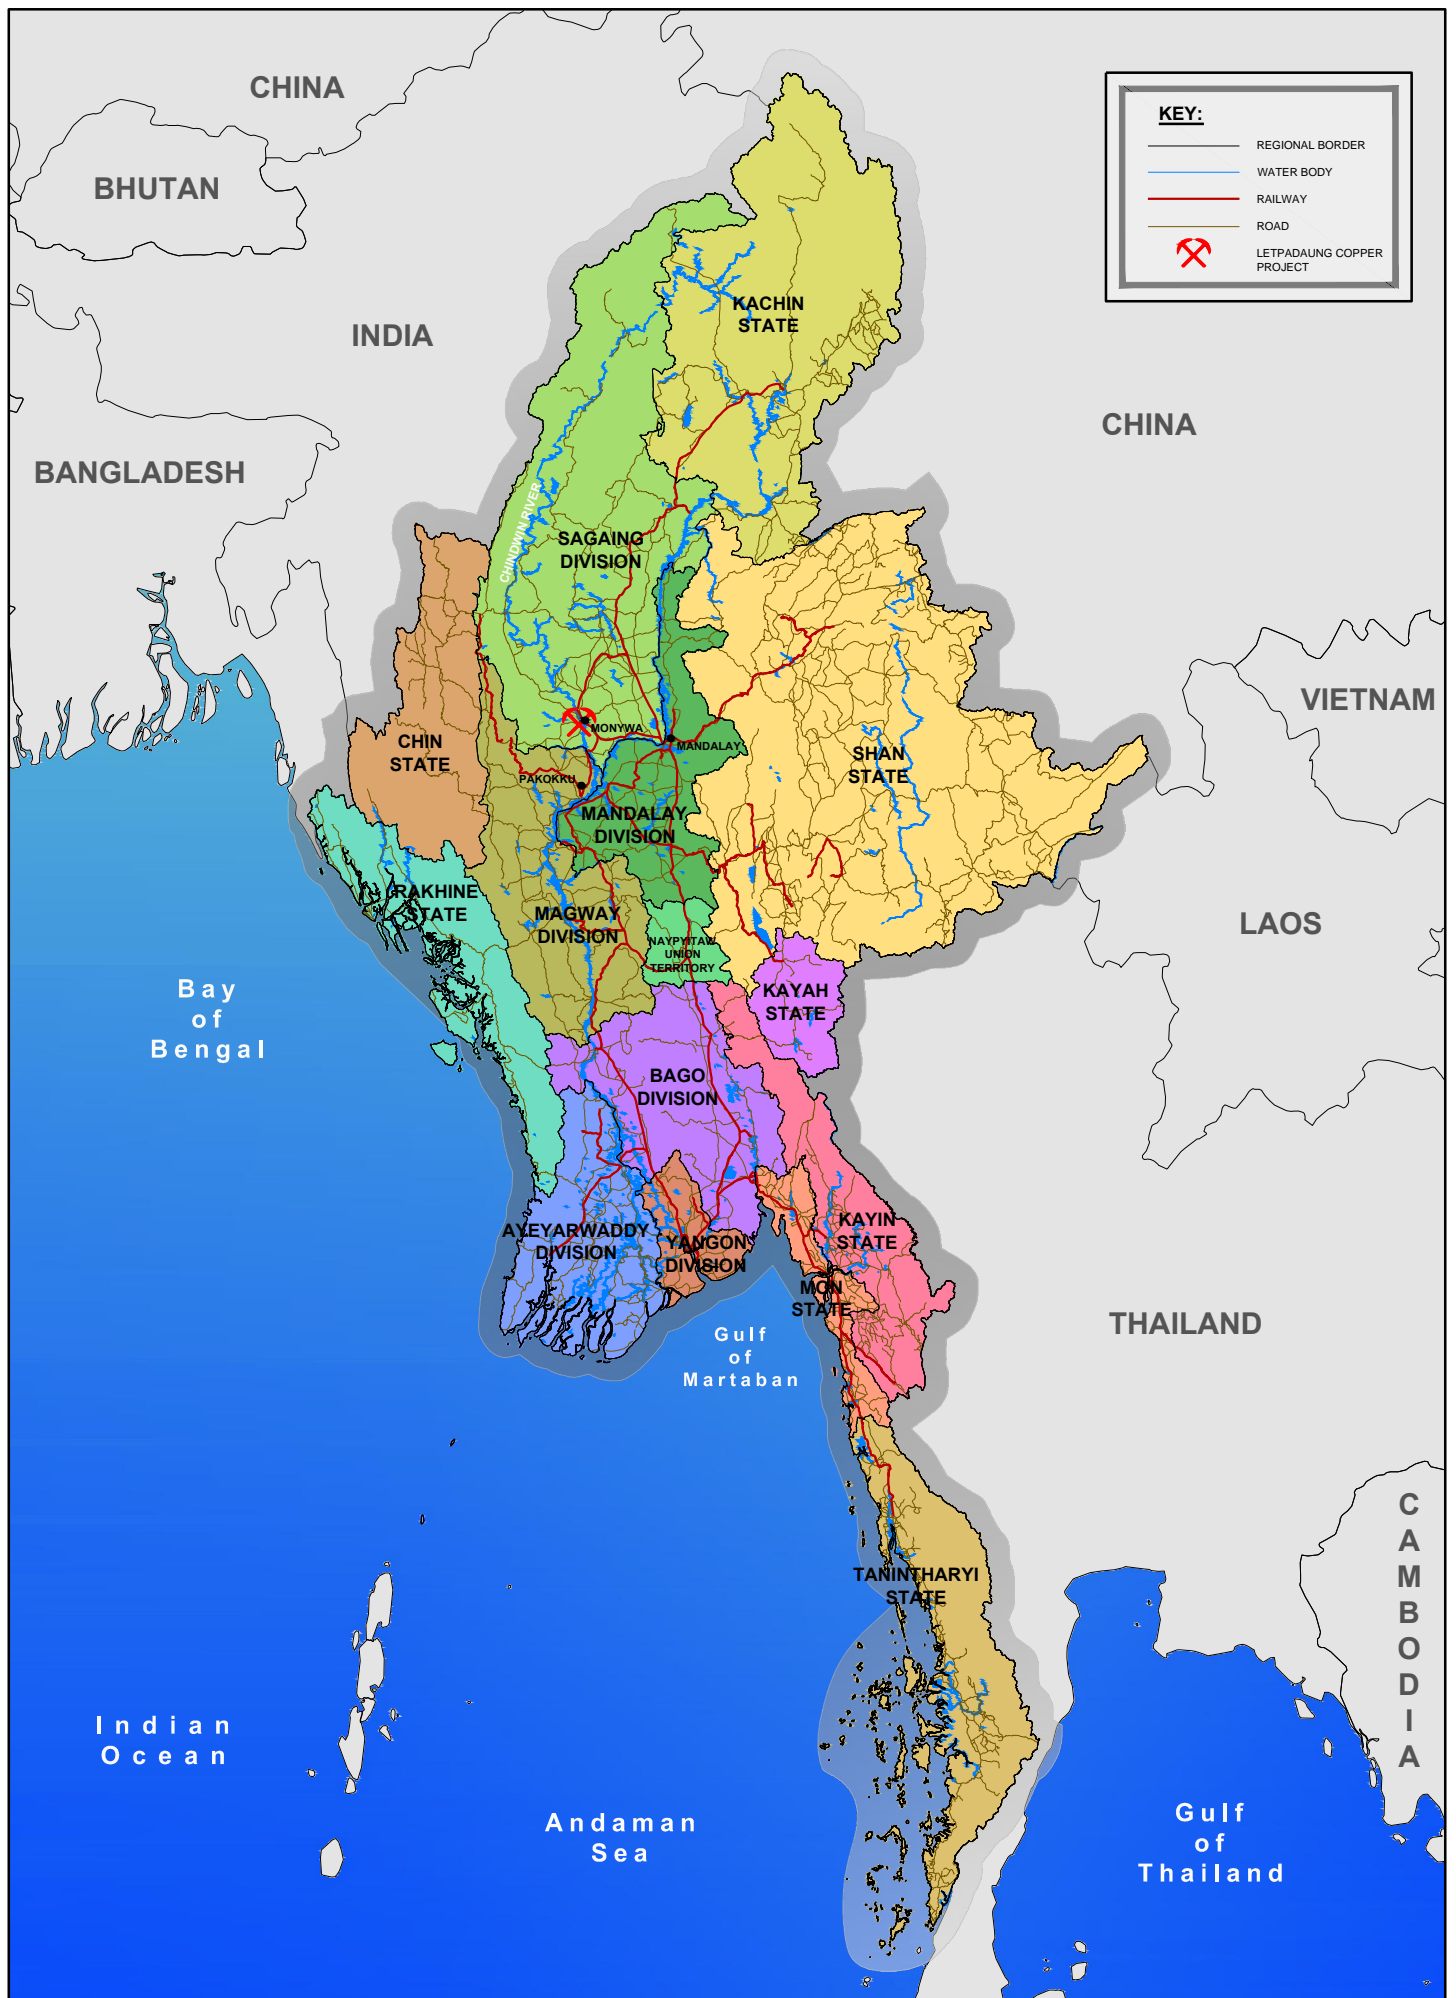 CHINA
BHUTAN
INDIA
BANGLADESH
KEY:
REGIONAL BORDER
WATER BODY
RAILWAY
ROAD
LETPADAUNG COPPER
PROJECT
KACHIN
STATE
CHINA
CHINDWIN RIVER
SAGAING
DIVISION
VIETNAM
MONYWA
MANDALAY
CHIN
STATE
SHAN
STATE
PAKOKKU
MANDALAY
DIVISION
RAKHINE
STATE
MAGWAY
DIVISION
LAOS
NAYPYITAW
UNION
TERRITORY
KAYAH
STATE
Bay
of
Bengal
BAGO
DIVISION
AYEYARWADDY
DIVISION
YANGON
DIVISION
KAYIN
STATE
MON
STATE
THAILAND
Gulf
of
Martaban
CAMBODIA
TANINTHARYI
STATE
Indian
Ocean
Andaman
Sea
Gulf
of
Thailand